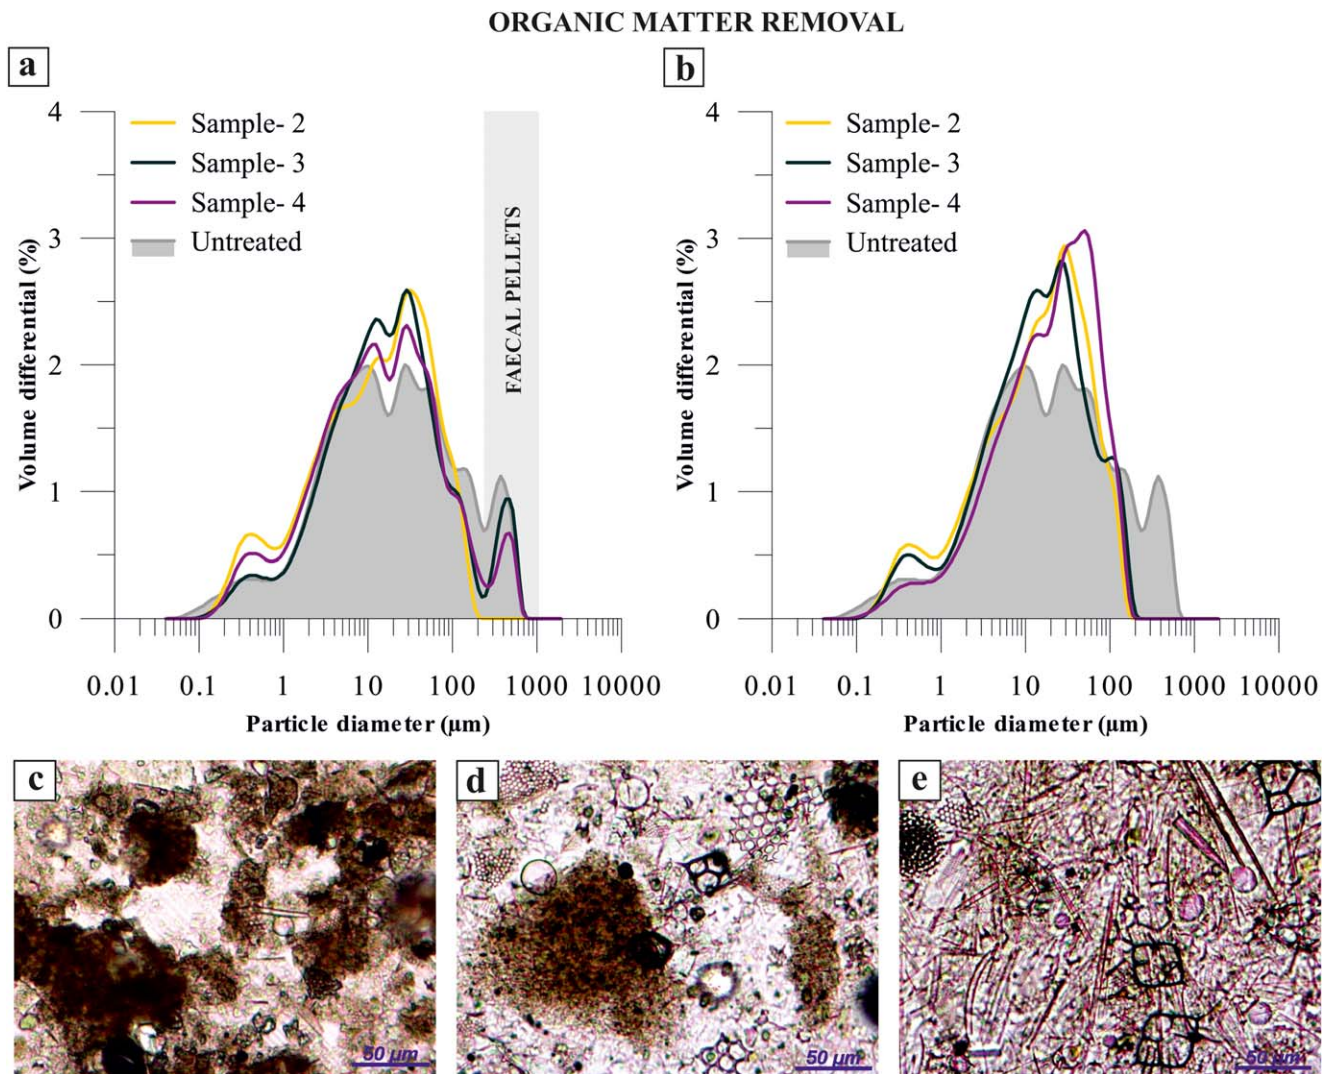 ORGANIC MATTER REMOVAL
a
4
3
2
1
0
Volume differential (%)
Sample- 2
Sample- 3
Sample- 4
Untreated
FAECAL PELLETS
0.01 0.1 1 10 100 1000 10000
Particle diameter (µm)
b
4
3
2
1
0
Volume differential (%)
Sample- 2
Sample- 3
Sample- 4
Untreated
0.01 0.1 1 10 100 1000 10000
Particle diameter (µm)
c
50 µm
d
50 µm
e
50 µm